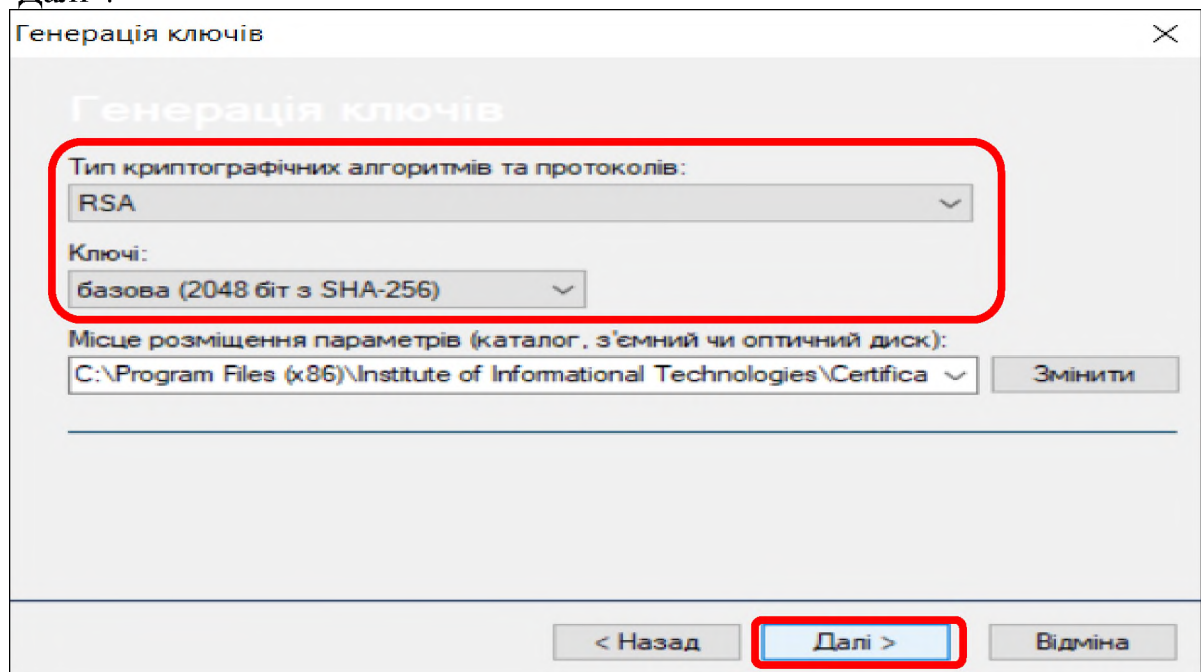 Далі".
Генерація ключів
Генерація ключів
Тип криптографічних алгоритмів та протоколів:
RSA
Ключі:
базова (2048 біт з SHA-256)
Місце розміщення параметрів (каталог, з'ємний чи оптичний диск):
C:\Program Files (x86)\Institute of Informational Technologies\Certifica
Змінити
< Назад
Далі >
Відміна